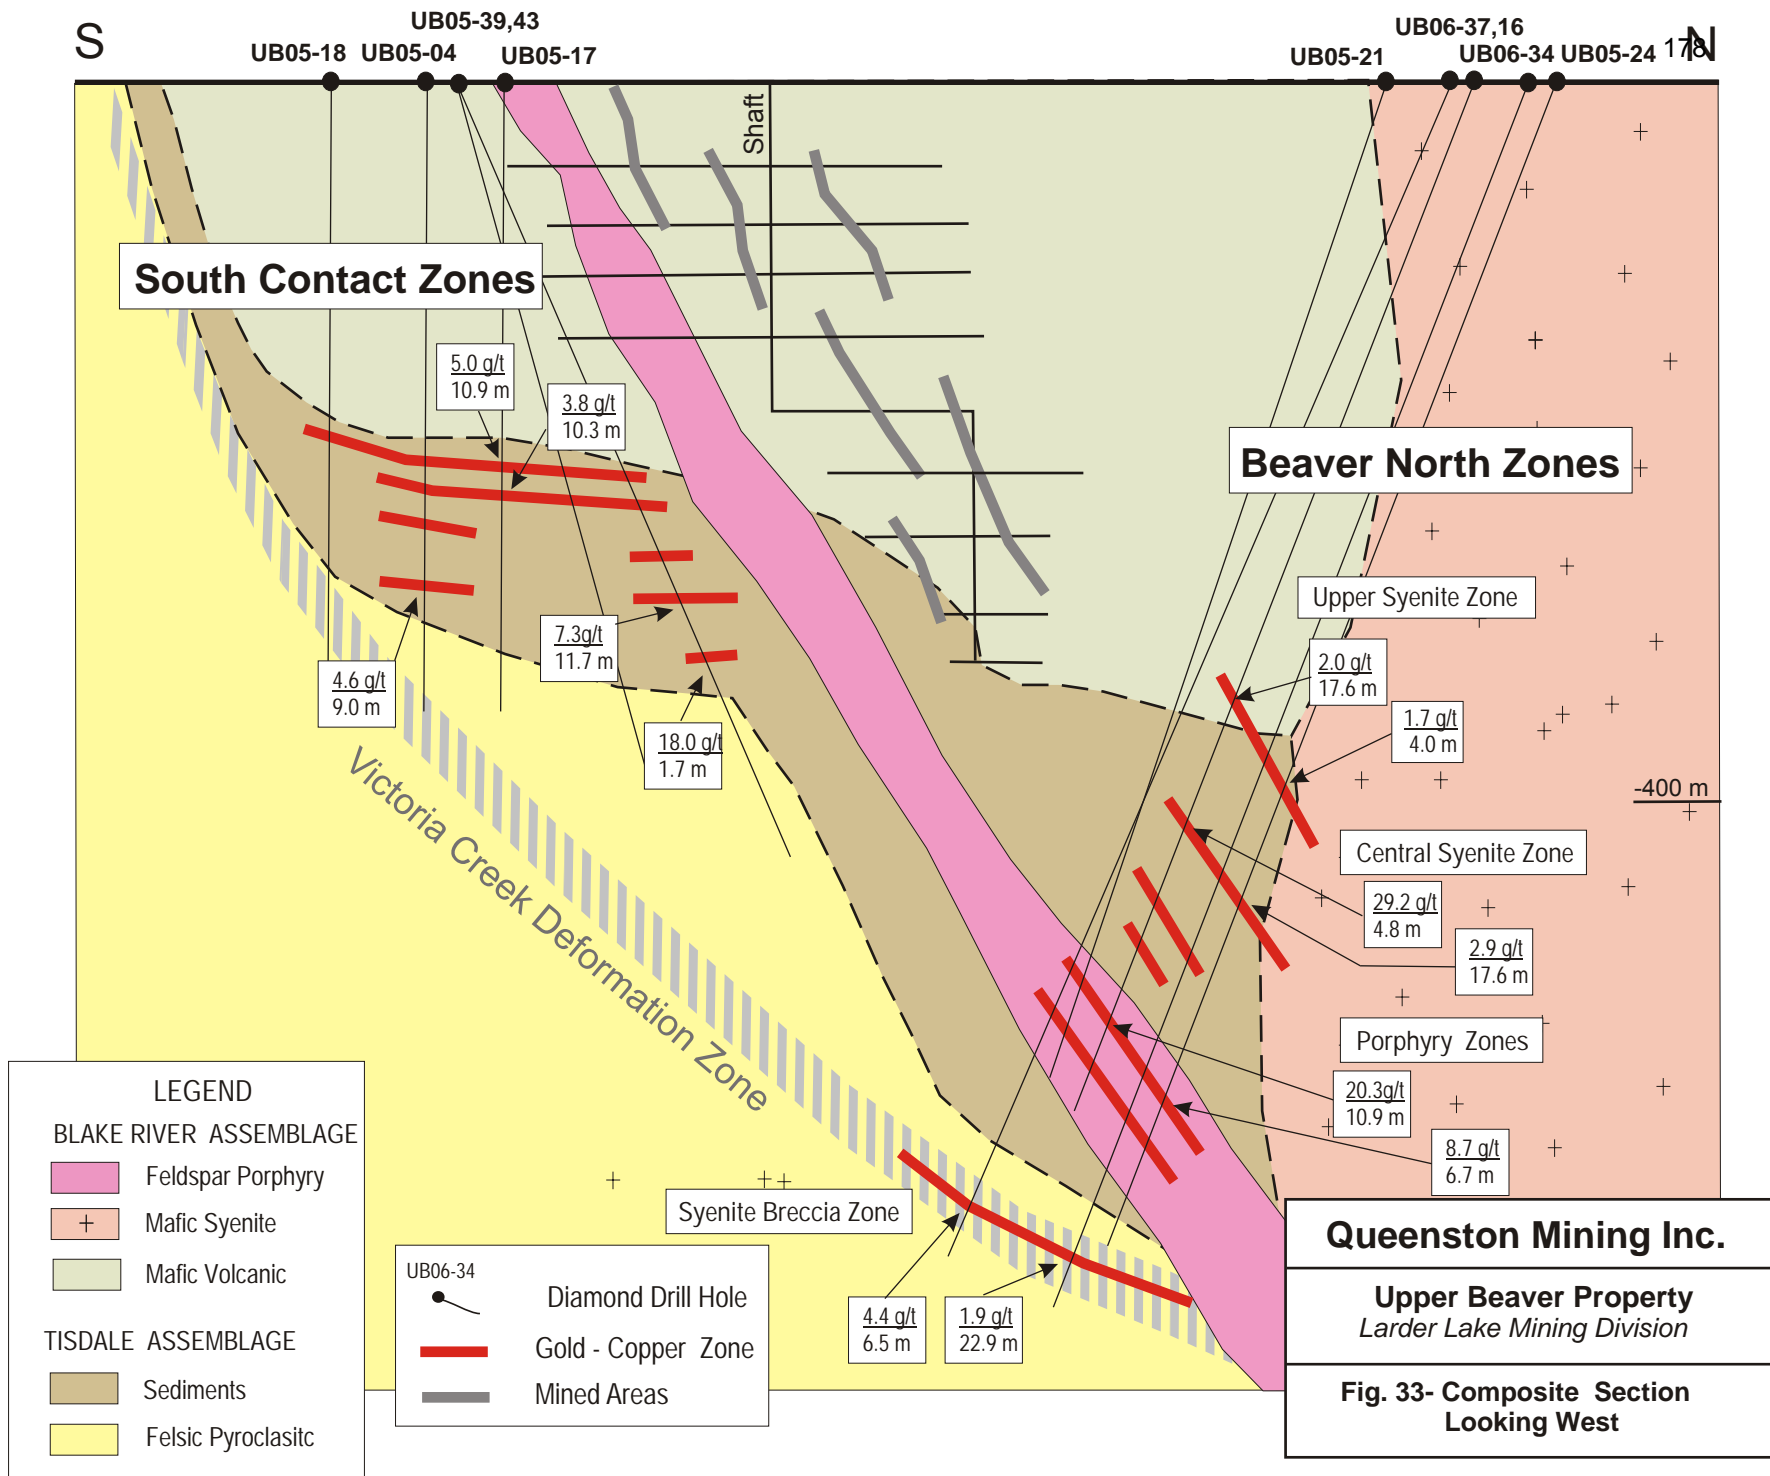 S
UB05-39,43
UB05-18
UB05-04
UB05-17
UB05-21
UB06-37,16
UB06-34
UB05-24
178
N
Shaft
South Contact Zones
5.0 g/t
10.9 m
3.8 g/t
10.3 m
Beaver North Zones
Upper Syenite Zone
7.3g/t
11.7 m
4.6 g/t
9.0 m
18.0 g/t
1.7 m
2.0 g/t
17.6 m
1.7 g/t
4.0 m
-400 m
Victoria Creek Deformation Zone
Central Syenite Zone
29.2 g/t
4.8 m
2.9 g/t
17.6 m
Porphyry Zones
20.3g/t
10.9 m
8.7 g/t
6.7 m
Syenite Breccia Zone
4.4 g/t
6.5 m
1.9 g/t
22.9 m
LEGEND
BLAKE RIVER ASSEMBLAGE
Feldspar Porphyry
+ Mafic Syenite
Mafic Volcanic
TISDALE ASSEMBLAGE
Sediments
Felsic Pyroclasitc
UB06-34
Diamond Drill Hole
Gold - Copper Zone
Mined Areas
Queenston Mining Inc.
Upper Beaver Property
Larder Lake Mining Division
Fig. 33- Composite Section
Looking West